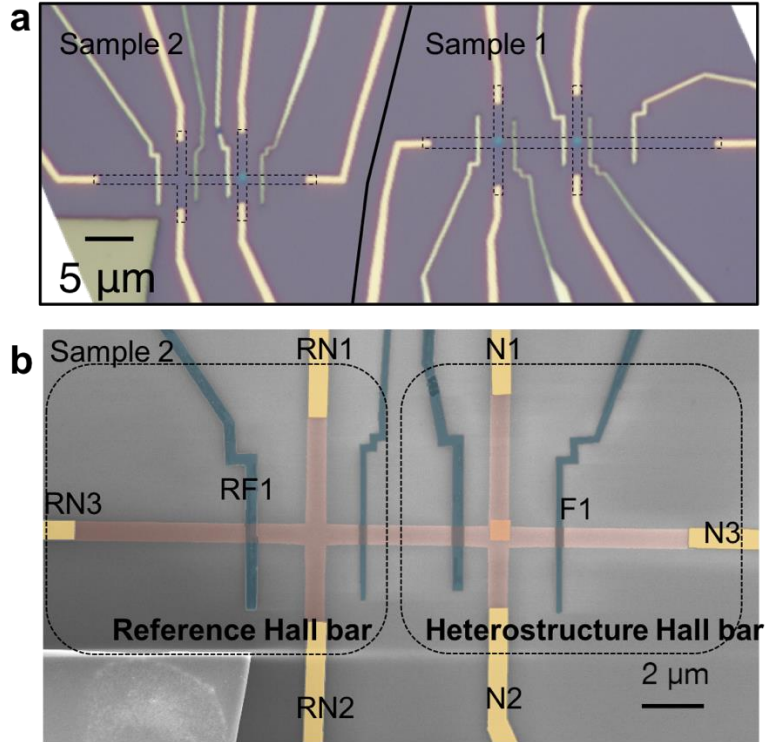 a
Sample 2
Sample 1
5 μm
b
Sample 2
RN1
N1
RF1
F1
RN3
N3
Reference Hall bar
Heterostructure Hall bar
2 μm
RN2
N2